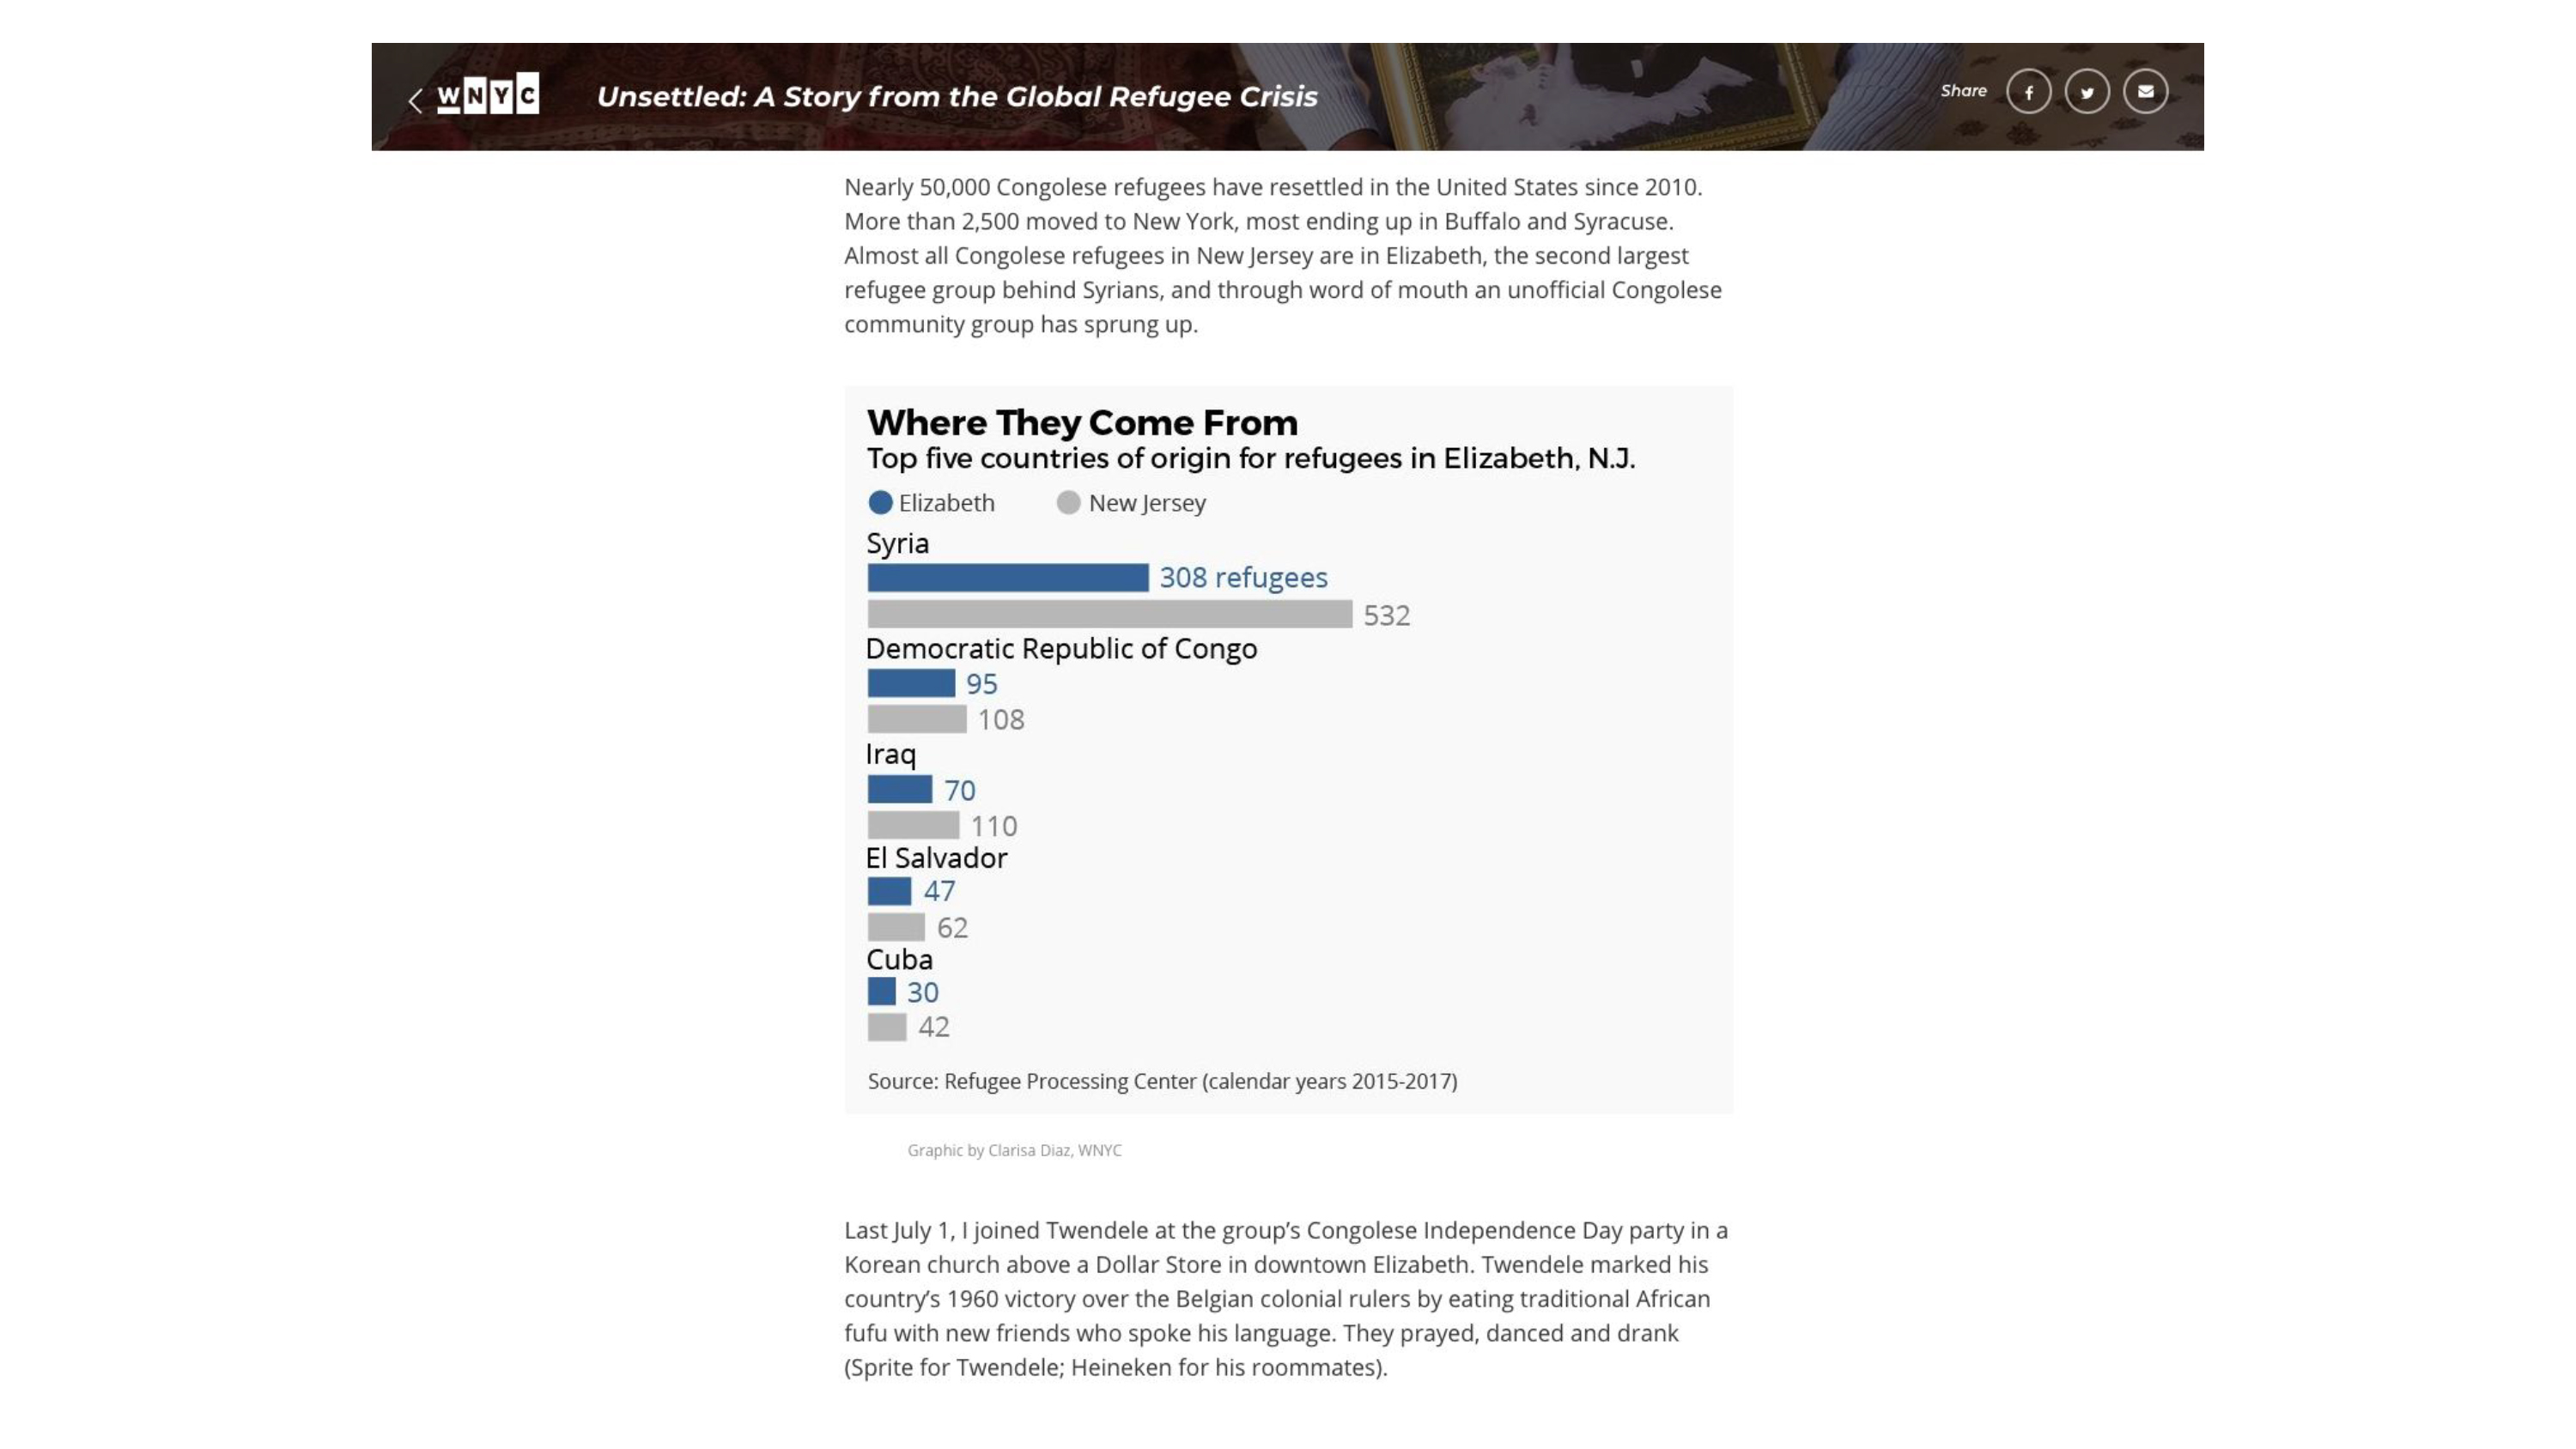 WNYC
Unsettled: A Story from the Global Refugee Crisis
Share
Nearly 50,000 Congolese refugees have resettled in the United States since 2010.
More than 2,500 moved to New York, most ending up in Buffalo and Syracuse.
Almost all Congolese refugees in New Jersey are in Elizabeth, the second largest
refugee group behind Syrians, and through word of mouth an unofficial Congolese
community group has sprung up.
Where They Come From
Top five countries of origin for refugees in Elizabeth, N.J.
Elizabeth New Jersey
Syria
308 refugees
532
Democratic Republic of Congo
95
108
Iraq
70
110
El Salvador
47
62
Cuba
30
42
Source: Refugee Processing Center (calendar years 2015-2017)
Graphic by Clarisa Diaz, WNYC
Last July 1, I joined Twendele at the group's Congolese Independence Day party in a
Korean church above a Dollar Store in downtown Elizabeth. Twendele marked his
country's 1960 victory over the Belgian colonial rulers by eating traditional African
fufu with new friends who spoke his language. They prayed, danced and drank
(Sprite for Twendele; Heineken for his roommates).